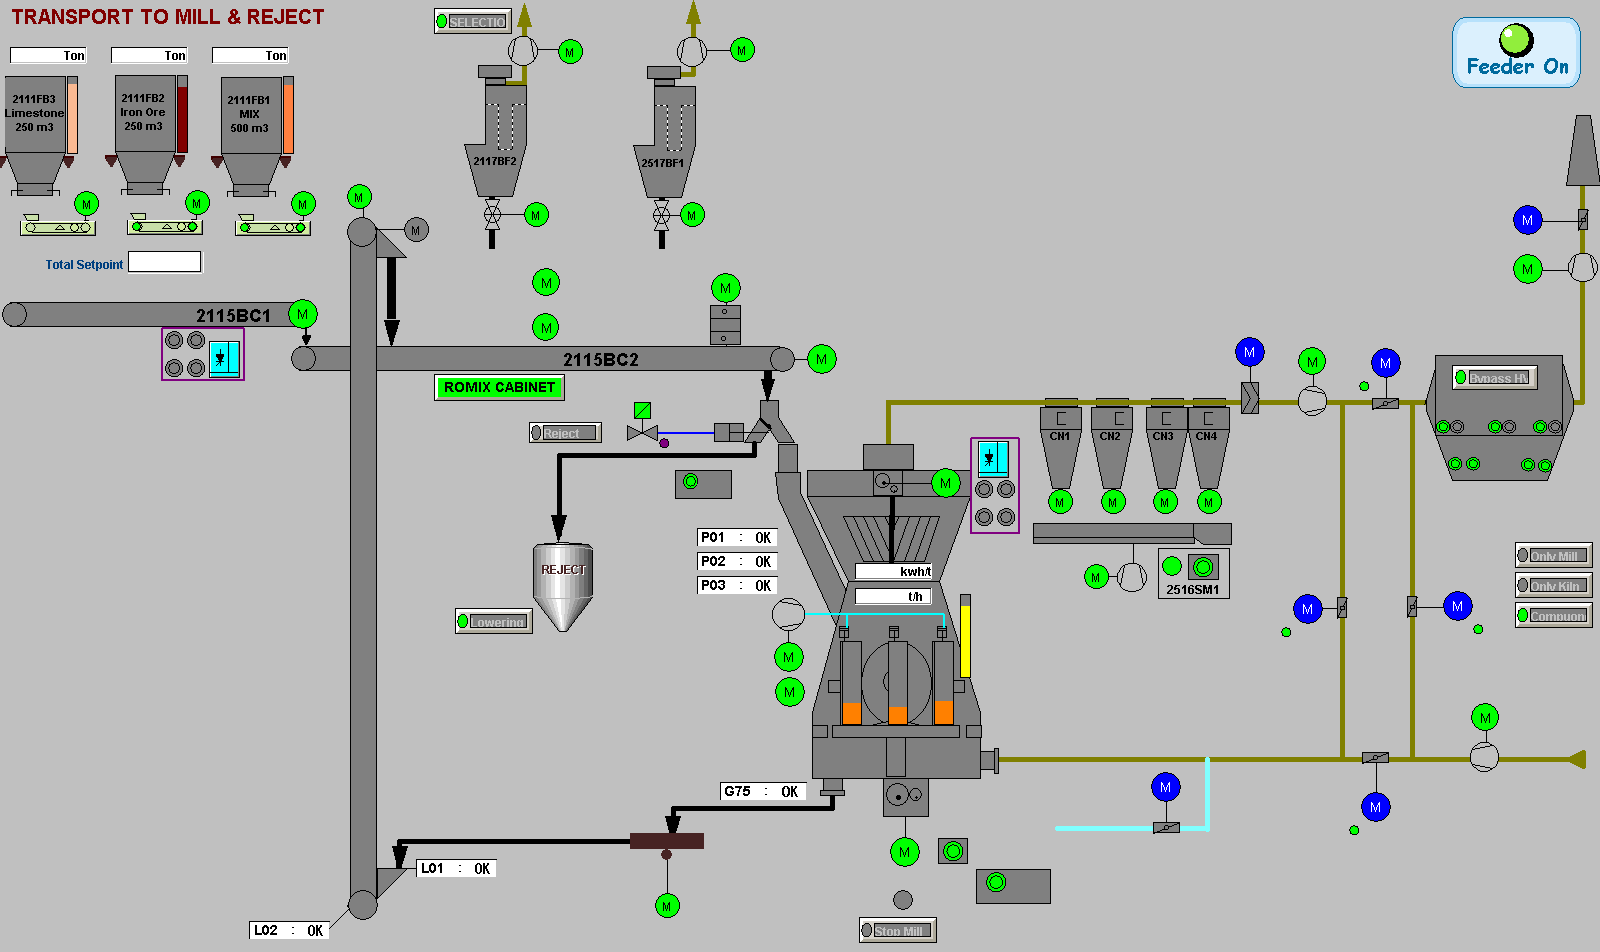 TRANSPORT TO MILL & REJECT
SELECTIO
Feeder On
Ton
Ton
Ton
2111FB3
Limestone
250 m3
2111FB2
Iron Ore
250 m3
2111FB1
MIX
500 m3
2117BF2
2517BF1
M
M
M
M
M
M
M
M
M
Total Setpoint
M
M
M
M
M
M
2115BC1
M
2115BC2
M
ROMIX CABINET
M
M
M
Bypass HV
Reject
CN1
CN2
CN3
CN4
M
M
M
M
M
P01 : OK
P02 : OK
P03 : OK
REJECT
kwh/t
t/h
M
2516SM1
Only Mill
Only Kiln
M
M
Lowering
M
M
M
G75 : OK
M
M
M
L01 : OK
M
L02 : OK
Stop Mill